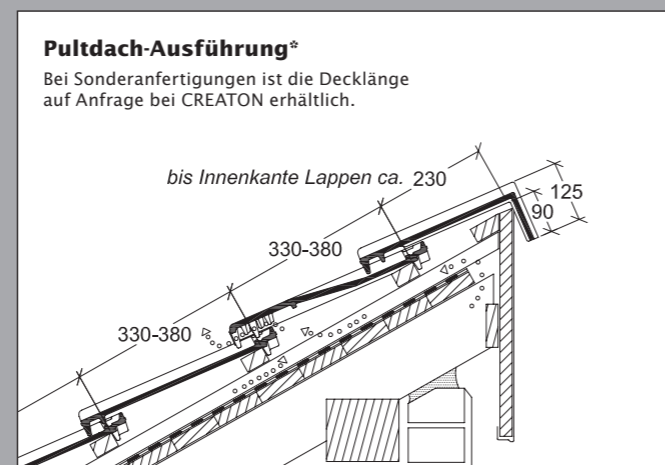 Pultdach-Ausführung*
Bei Sonderanfertigungen ist die Decklänge
auf Anfrage bei CREATON erhältlich.
bis Innenkante Lappen ca. 230
125
90
330-380
330-380